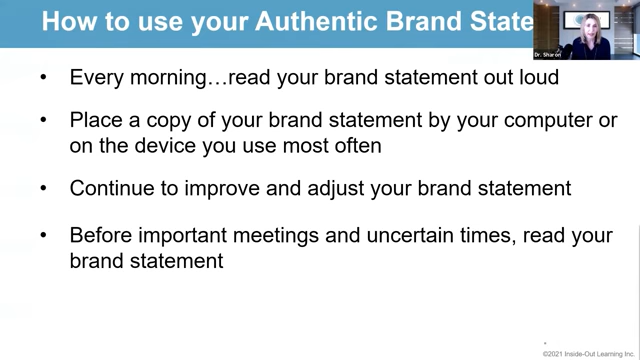 How to use your Authentic Brand State
Dr. Sharon
• Every morning…read your brand statement out loud
• Place a copy of your brand statement by your computer or
on the device you use most often
• Continue to improve and adjust your brand statement
• Before important meetings and uncertain times, read your
brand statement
©2021 Inside-Out Learning Inc.